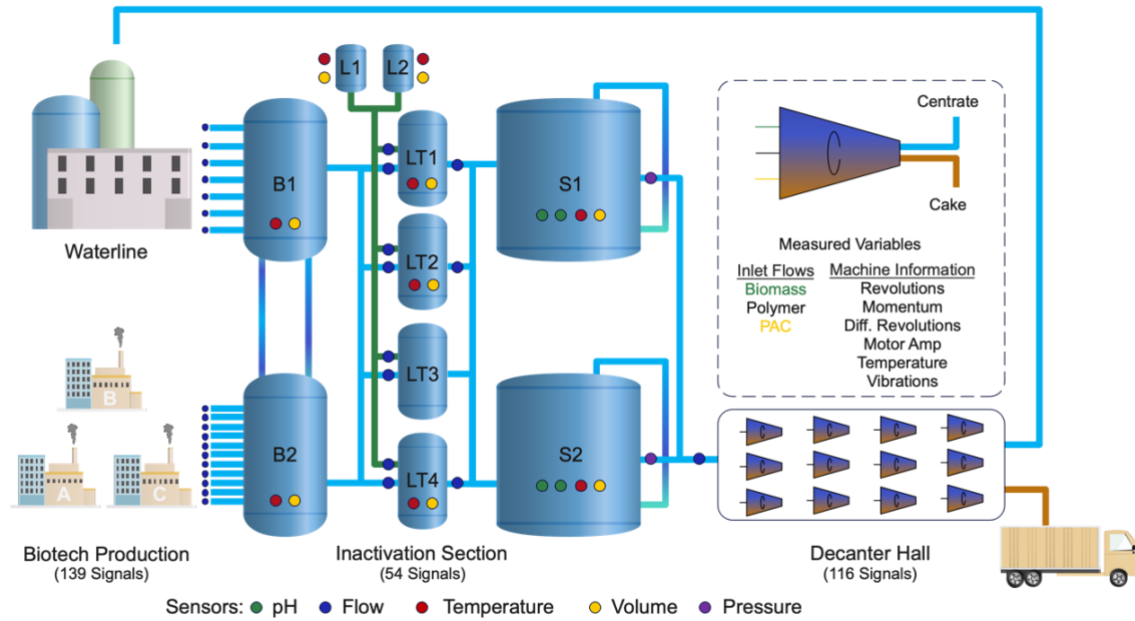 L1
L2
Centrate
LT1
B1
S1
C
Cake
Waterline
LT2
Measured Variables
Inlet Flows
Machine Information
Biomass
Revolutions
Polymer
Momentum
PAC
Diff. Revolutions
Motor Amp
Temperature
Vibrations
LT3
B
B2
LT4
S2
A
C
C C C C
C C C C
C C C C
Biotech Production
(139 Signals)
Inactivation Section
(54 Signals)
Decanter Hall
(116 Signals)
Sensors: pH Flow Temperature Volume Pressure